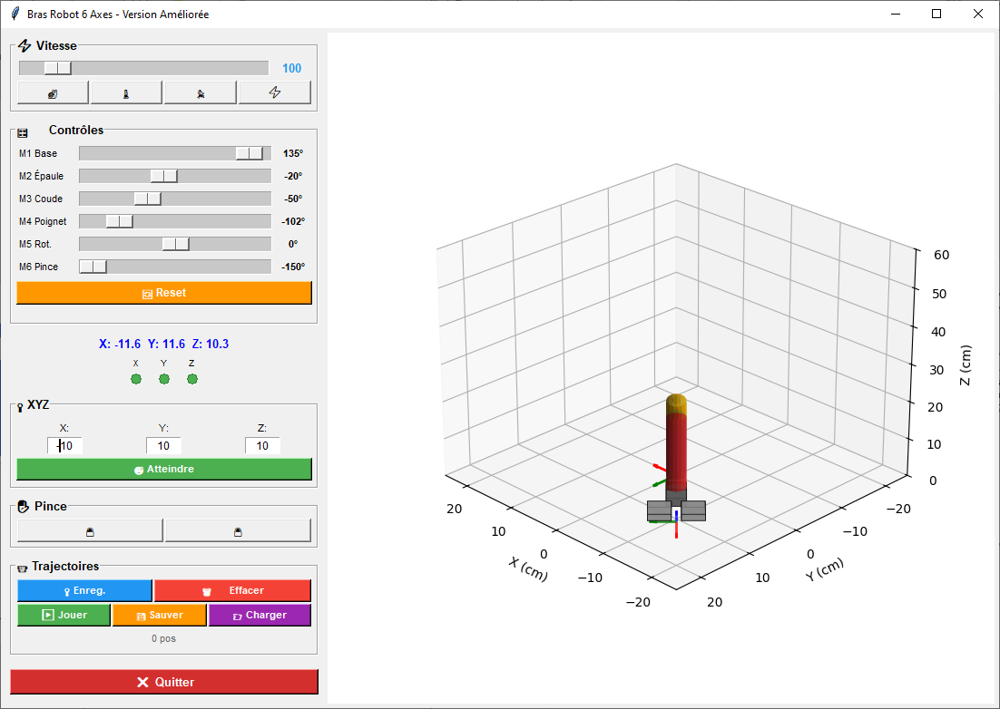 Bras Robot 6 Axes - Version Améliorée
Vitesse
100
Contrôles
M1 Base 135°
M2 Épaule -20°
M3 Coude -50°
M4 Poignet -102°
M5 Rot. 0°
M6 Pince -150°
Reset
X: -11.6 Y: 11.6 Z: 10.3
X Y Z
XYZ
X: Y: Z:
-10 10 10
Atteindre
Pince
Trajectoires
Enreg. Effacer
Jouer Sauver Charger
0 pos
Quitter
60
50
40
30
20
10
0
Z (cm)
20
10
0
−10
−20
X (cm)
−20
−10
0
10
20
Y (cm)